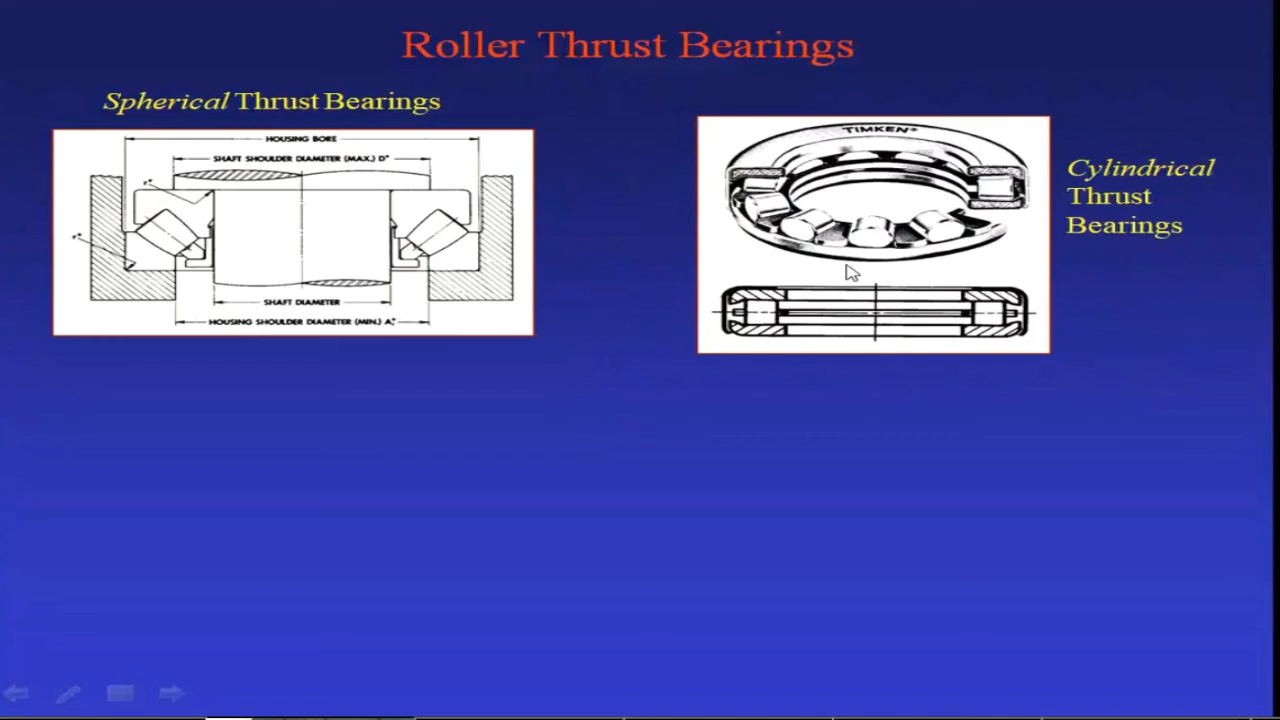 Roller Thrust Bearings
Spherical Thrust Bearings
HOUSING BORE
SHAFT SHOULDER DIAMETER (MAX.) D°
r°
r°
SHAFT DIAMETER
HOUSING SHOULDER DIAMETER (MIN.)
TIMKEN®
Cylindrical
Thrust
Bearings